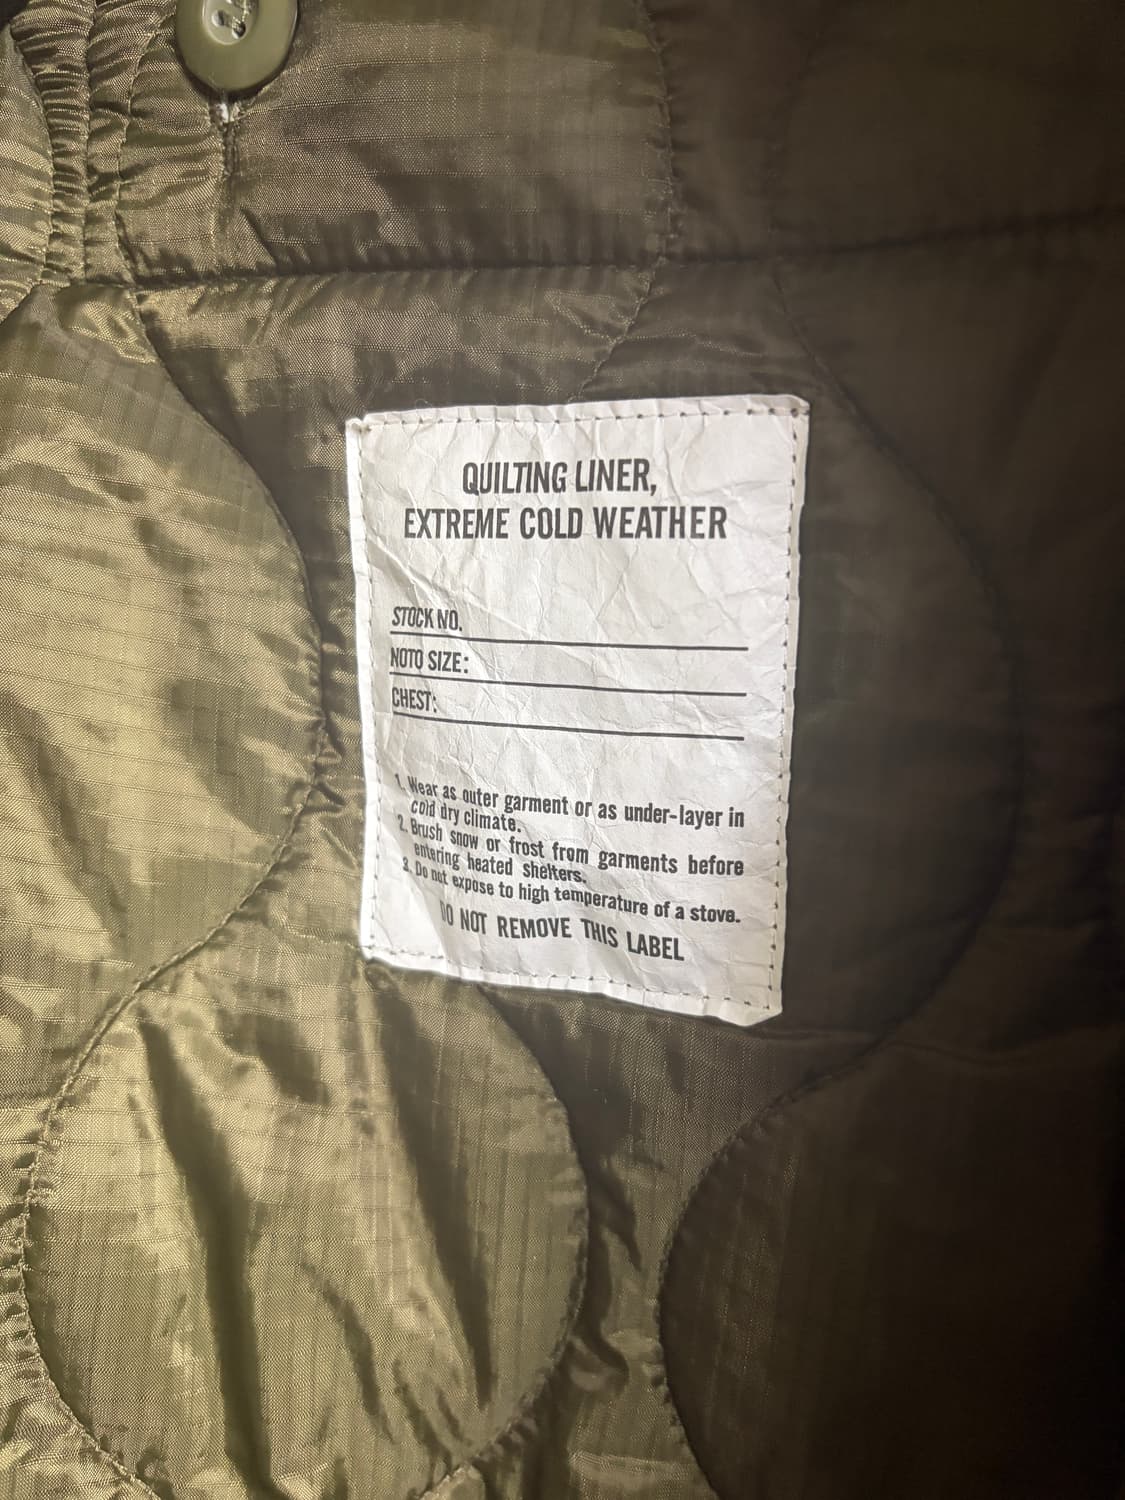 QUILTING LINER,
EXTREME COLD WEATHER
STOCK NO.
NOTO SIZE:
CHEST:
1. Wear as outer garment or as under-layer in
cold dry climate.
2. Brush snow or frost from garments before
entering heated shelters.
3. Do not expose to high temperature of a stove.
DO NOT REMOVE THIS LABEL